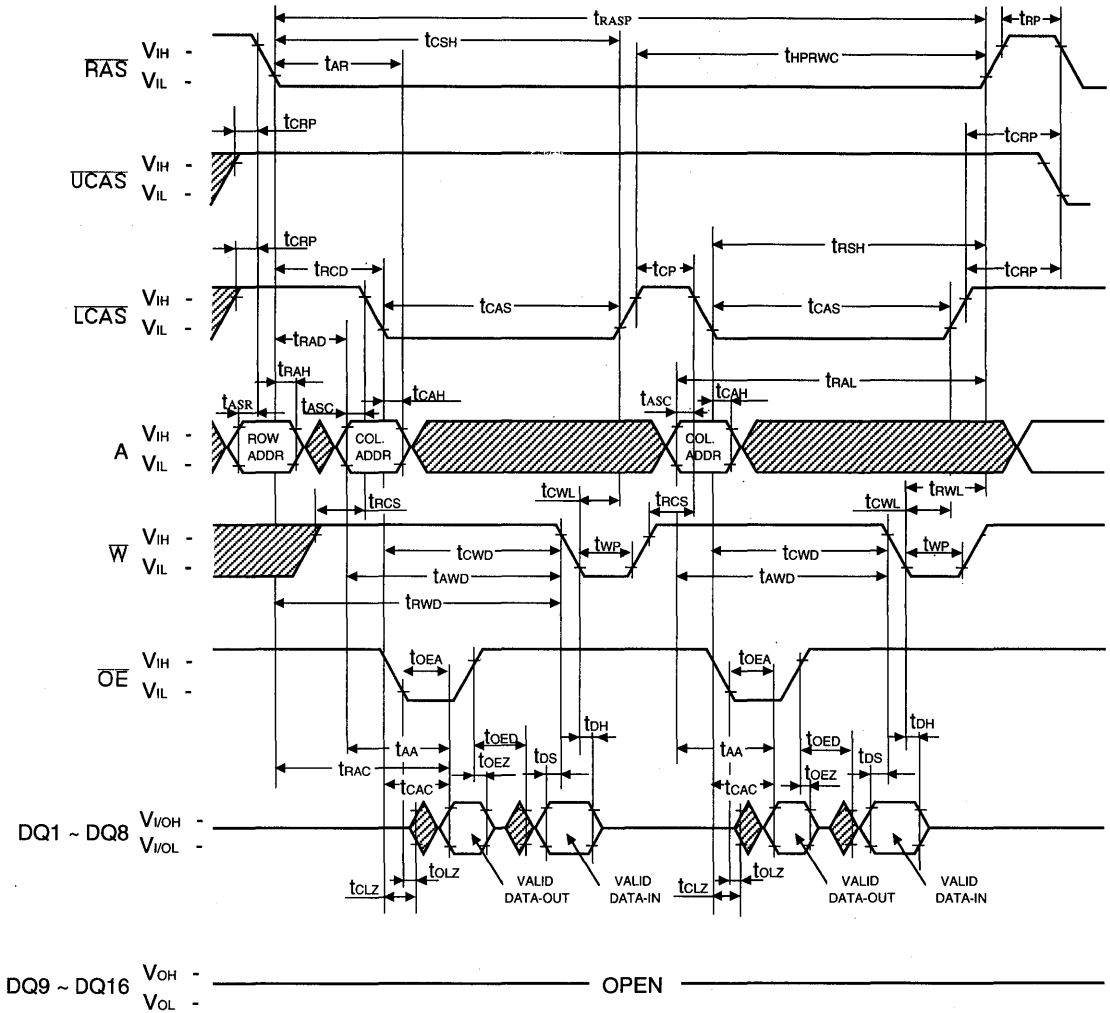 tRASP
tRP
tCSH
RAS
VIH -
VIL -
tAR
tHPRWC
tCRP
tCRP
UCAS
VIH -
VIL -
tCRP
tRSH
tRCD
tCP
tCRP
LCAS
VIH -
VIL -
tCAS
tCAS
tRAD
tRAH
tRAL
tASR
tASC
tCAH
tASC
tCAH
A
VIH -
VIL -
ROW ADDR
COL. ADDR
COL. ADDR
tRCS
tCWL
tRCS
tCWL
tRWL
W
VIH -
VIL -
tCWD
tWP
tCWD
tWP
tAWD
tAWD
tRWD
OE
VIH -
VIL -
tOEA
tOEA
tDH
tDH
tAA
tOED
tDS
tAA
tOED
tDS
tRAC
tOEZ
tOEZ
tCAC
tCAC
DQ1 ~ DQ8
VI/OH -
VI/OL -
tOLZ
tOLZ
tCLZ
VALID DATA-OUT
VALID DATA-IN
tCLZ
VALID DATA-OUT
VALID DATA-IN
DQ9 ~ DQ16
VOH -
VOL -
OPEN